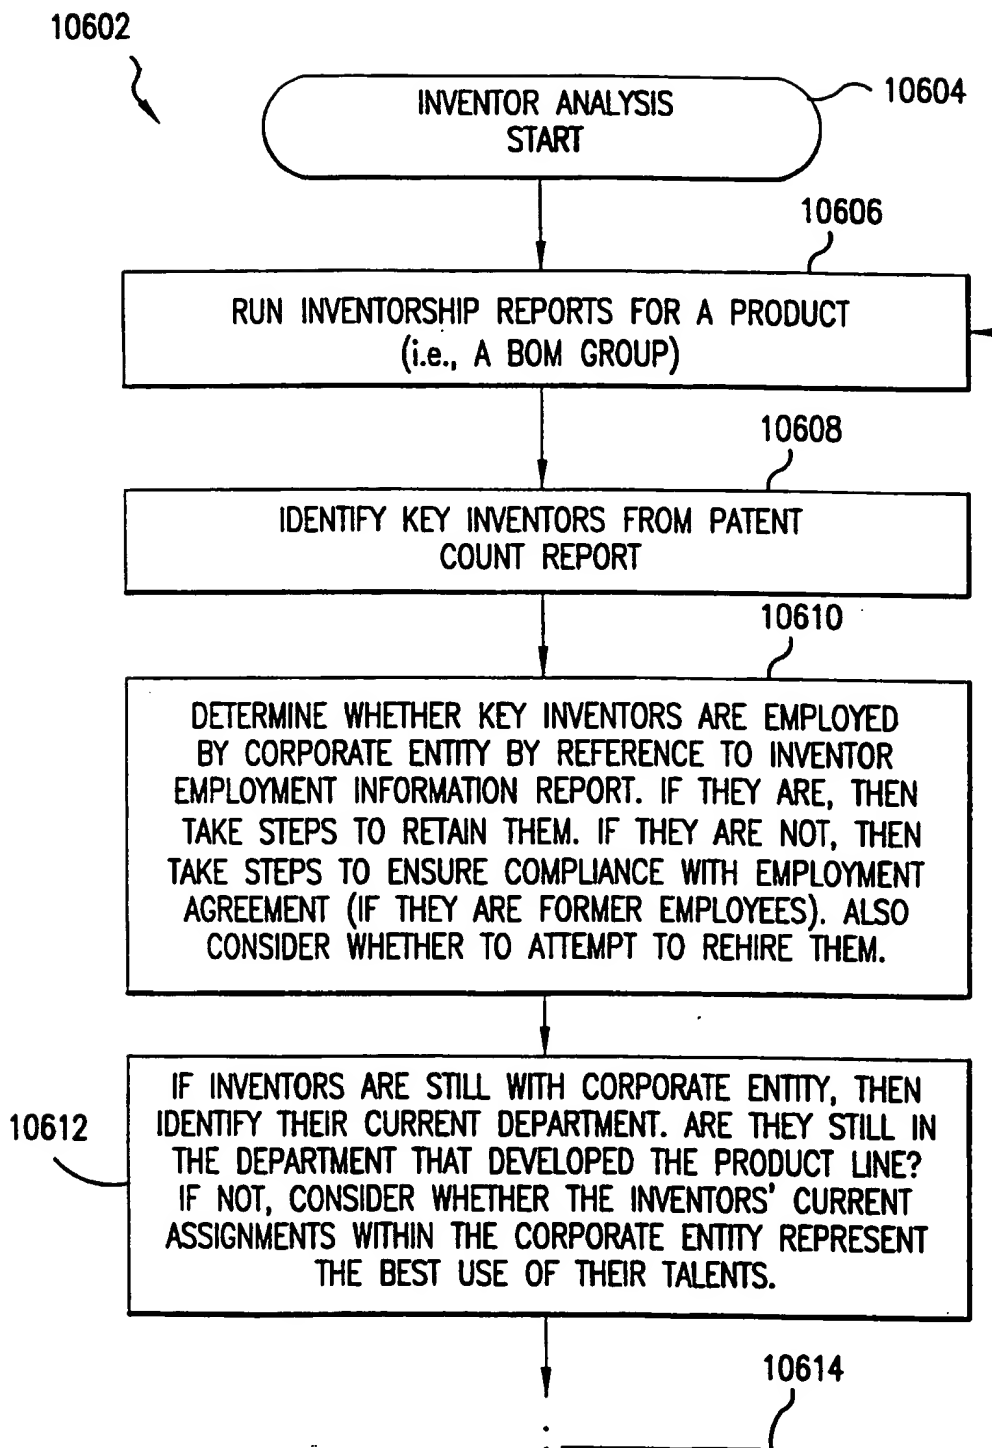 10602
INVENTOR ANALYSIS
START
10604
10606
RUN INVENTORSHIP REPORTS FOR A PRODUCT
(i.e., A BOM GROUP)
10608
IDENTIFY KEY INVENTORS FROM PATENT
COUNT REPORT
10610
DETERMINE WHETHER KEY INVENTORS ARE EMPLOYED
BY CORPORATE ENTITY BY REFERENCE TO INVENTOR
EMPLOYMENT INFORMATION REPORT. IF THEY ARE, THEN
TAKE STEPS TO RETAIN THEM. IF THEY ARE NOT, THEN
TAKE STEPS TO ENSURE COMPLIANCE WITH EMPLOYMENT
AGREEMENT (IF THEY ARE FORMER EMPLOYEES). ALSO
CONSIDER WHETHER TO ATTEMPT TO REHIRE THEM.
10612
IF INVENTORS ARE STILL WITH CORPORATE ENTITY, THEN
IDENTIFY THEIR CURRENT DEPARTMENT. ARE THEY STILL IN
THE DEPARTMENT THAT DEVELOPED THE PRODUCT LINE?
IF NOT, CONSIDER WHETHER THE INVENTORS' CURRENT
ASSIGNMENTS WITHIN THE CORPORATE ENTITY REPRESENT
THE BEST USE OF THEIR TALENTS.
10614